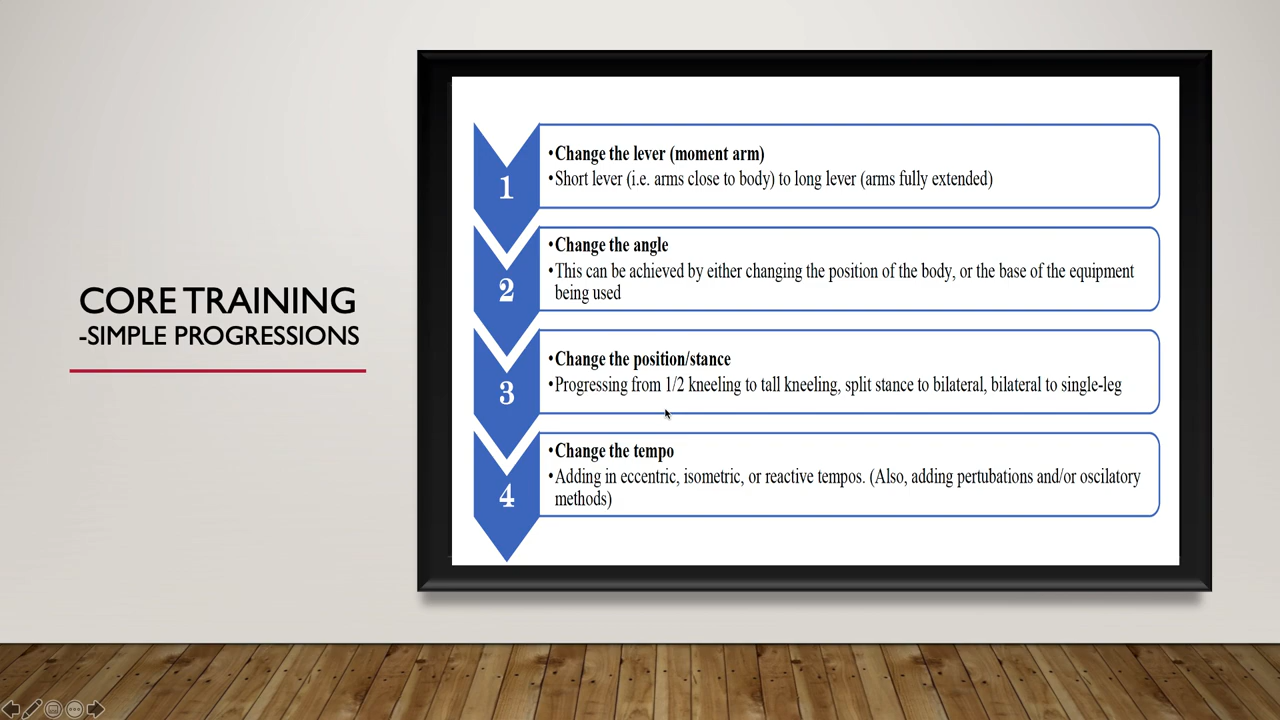 CORE TRAINING
-SIMPLE PROGRESSIONS
1
•Change the lever (moment arm)
•Short lever (i.e. arms close to body) to long lever (arms fully extended)
2
•Change the angle
•This can be achieved by either changing the position of the body, or the base of the equipment
being used
3
•Change the position/stance
•Progressing from 1/2 kneeling to tall kneeling, split stance to bilateral, bilateral to single-leg
4
•Change the tempo
•Adding in eccentric, isometric, or reactive tempos. (Also, adding pertubations and/or oscilatory
methods)